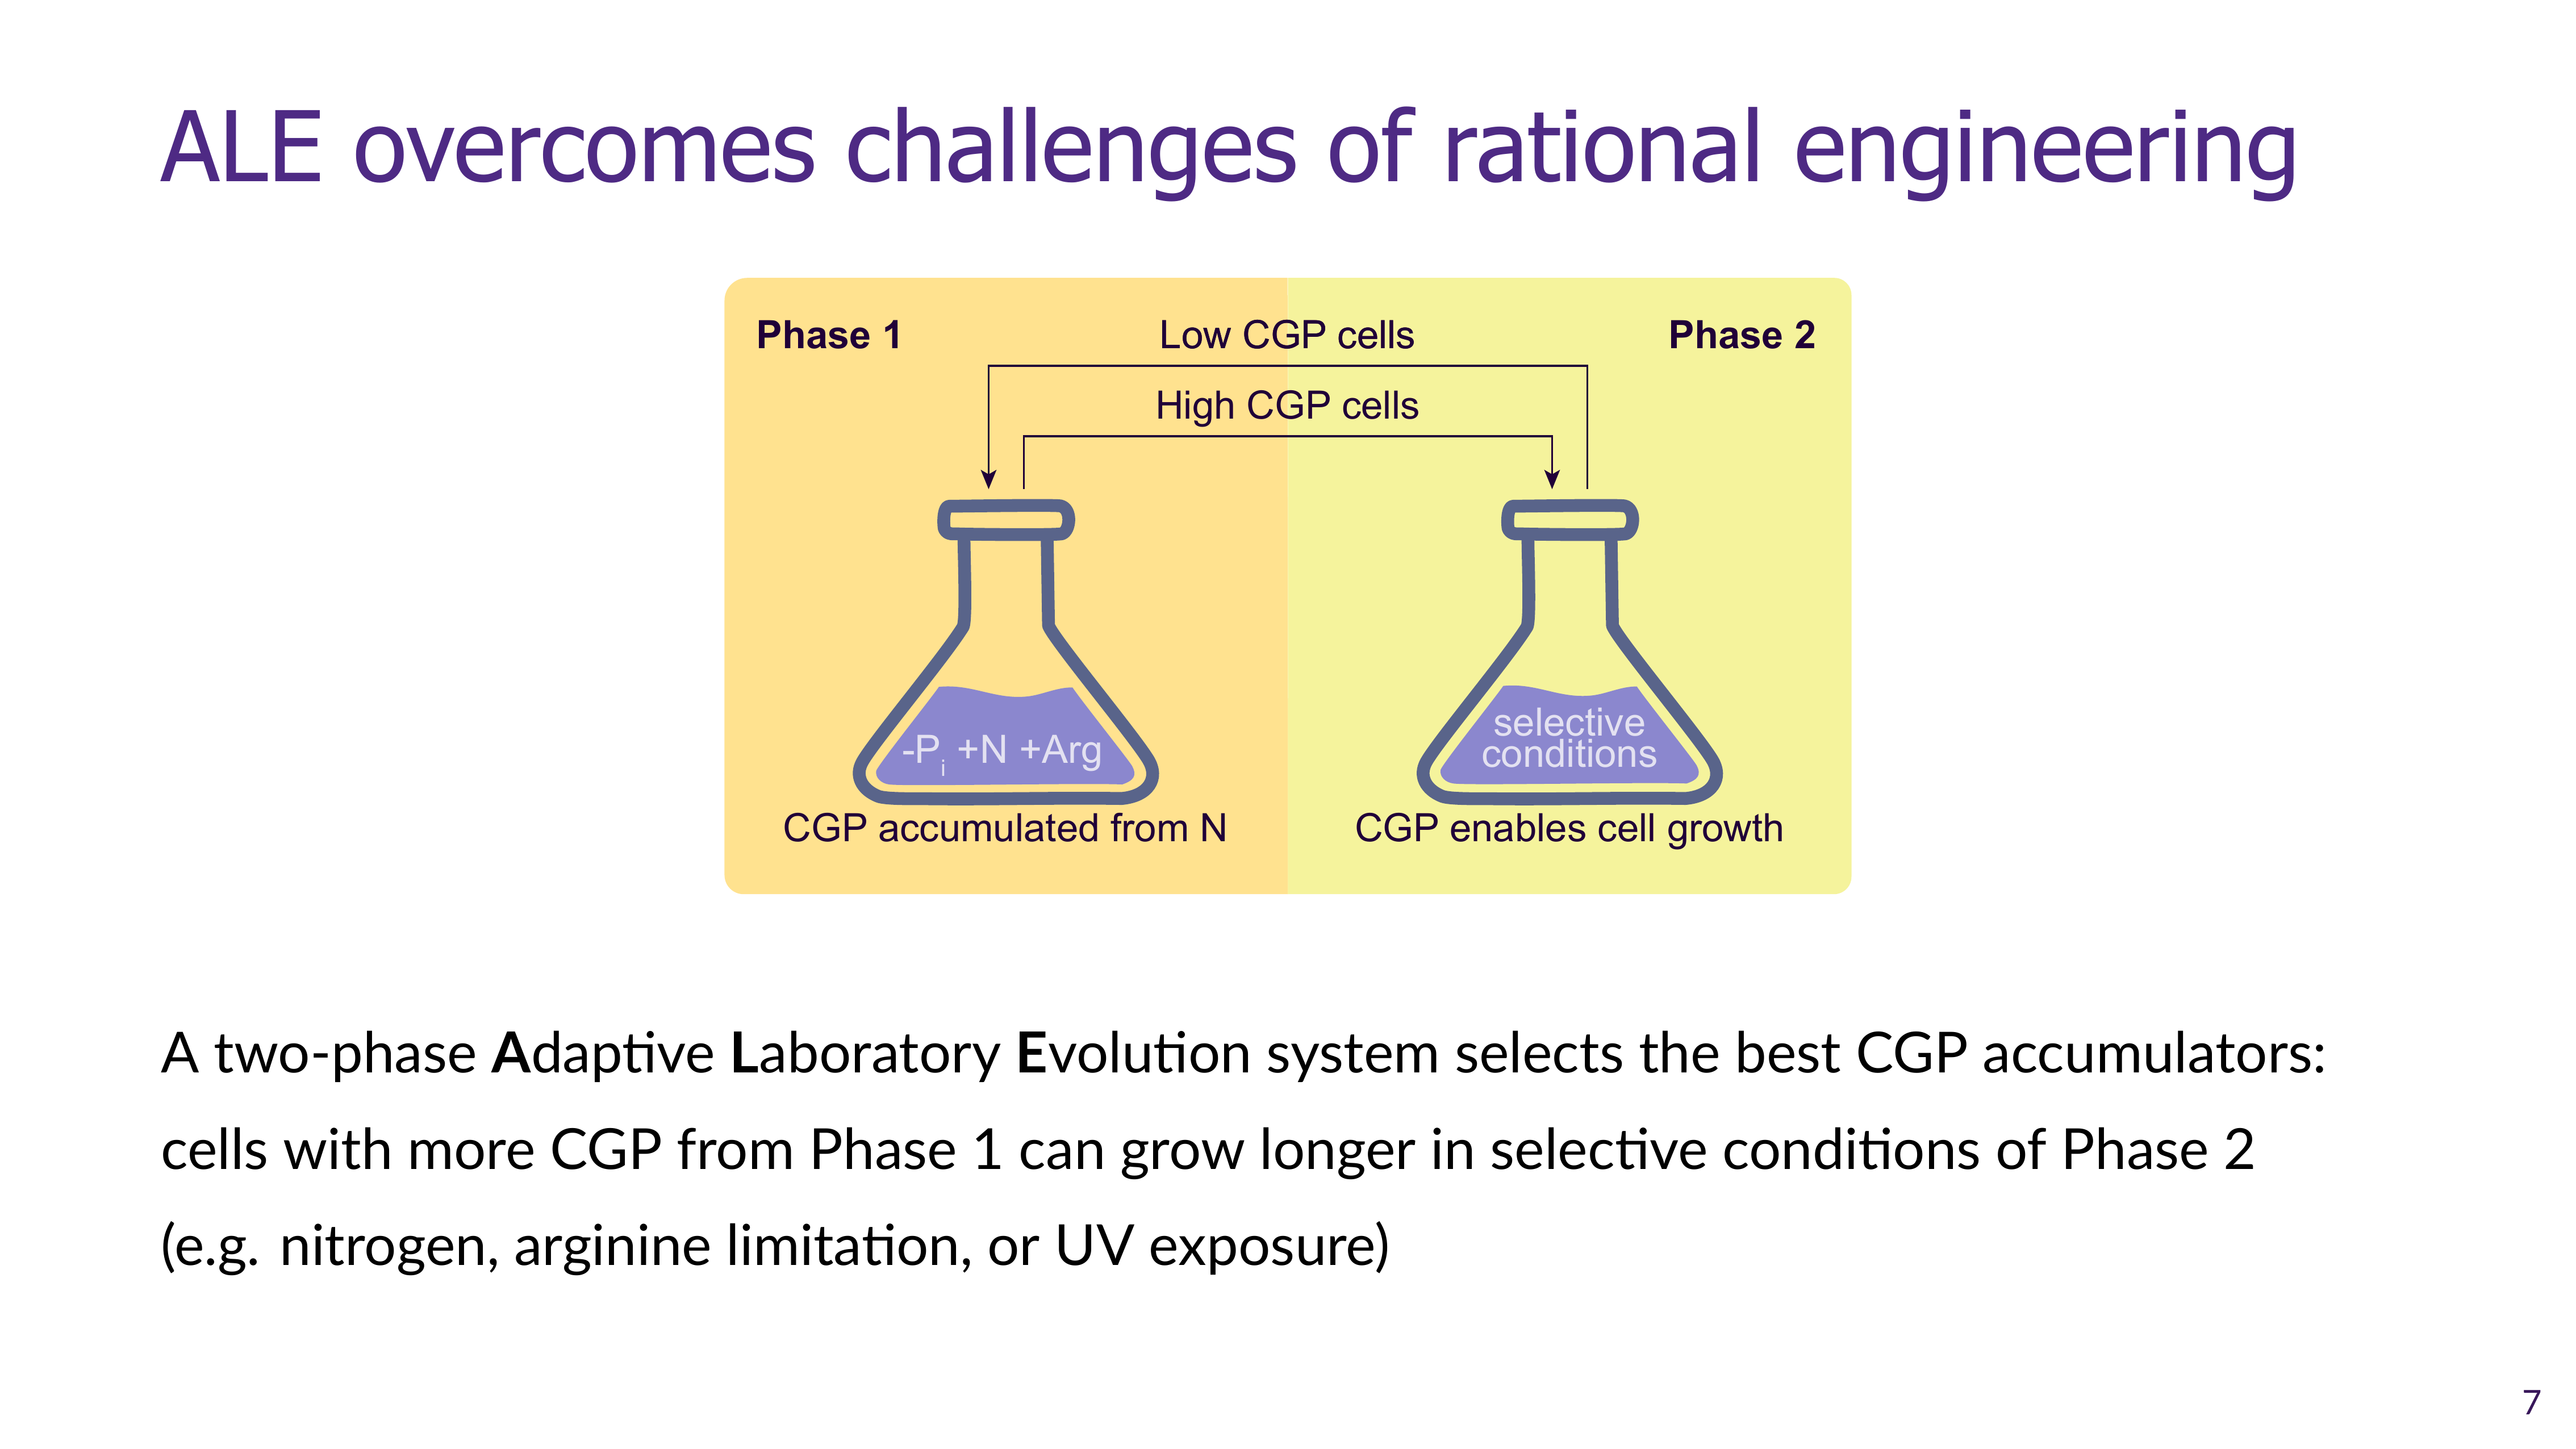 ALE overcomes challenges of rational engineering
Phase 1
Low CGP cells
Phase 2
High CGP cells
-Pi +N +Arg
selective
conditions
CGP accumulated from N
CGP enables cell growth
A two-phase Adaptive Laboratory Evolution system selects the best CGP accumulators:
cells with more CGP from Phase 1 can grow longer in selective conditions of Phase 2
(e.g. nitrogen, arginine limitation, or UV exposure)
7